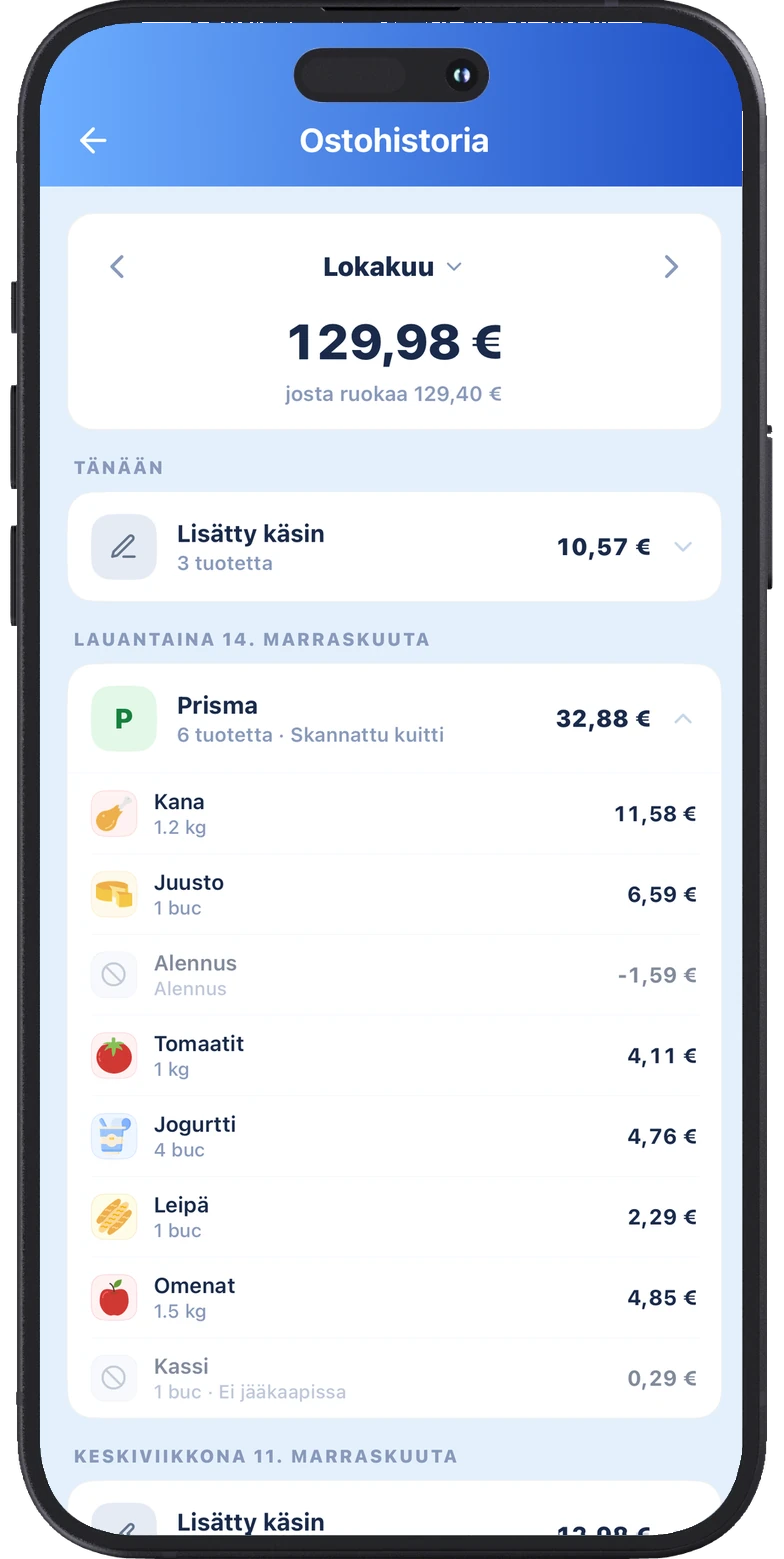 Ostohistoria
Lokakuu
129,98 €
josta ruokaa 129,40 €
TÄNÄÄN
Lisätty käsin
3 tuotetta
10,57 €
LAUANTAINA 14. MARRASKUUTA
P
Prisma
6 tuotetta · Skannattu kuitti
32,88 €
Kana
1.2 kg
11,58 €
Juusto
1 buc
6,59 €
Alennus
Alennus
-1,59 €
Tomaatit
1 kg
4,11 €
Jogurtti
4 buc
4,76 €
Leipä
1 buc
2,29 €
Omenat
1.5 kg
4,85 €
Kassi
1 buc · Ei jääkaapissa
0,29 €
KESKIVIIKKONA 11. MARRASKUUTA
Lisätty käsin